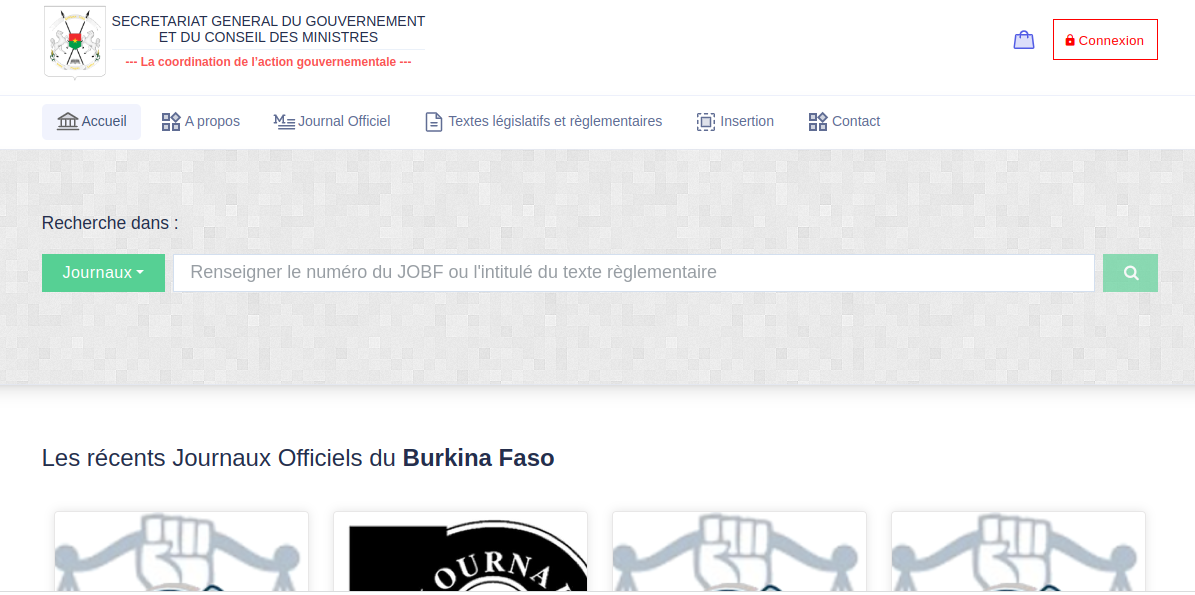 SECRETARIAT GENERAL DU GOUVERNEMENT
ET DU CONSEIL DES MINISTRES
--- La coordination de l'action gouvernementale ---
Connexion
Accueil
A propos
Journal Officiel
Textes législatifs et règlementaires
Insertion
Contact
Recherche dans :
Journaux
Renseigner le numéro du JOBF ou l'intitulé du texte règlementaire
Les récents Journaux Officiels du Burkina Faso